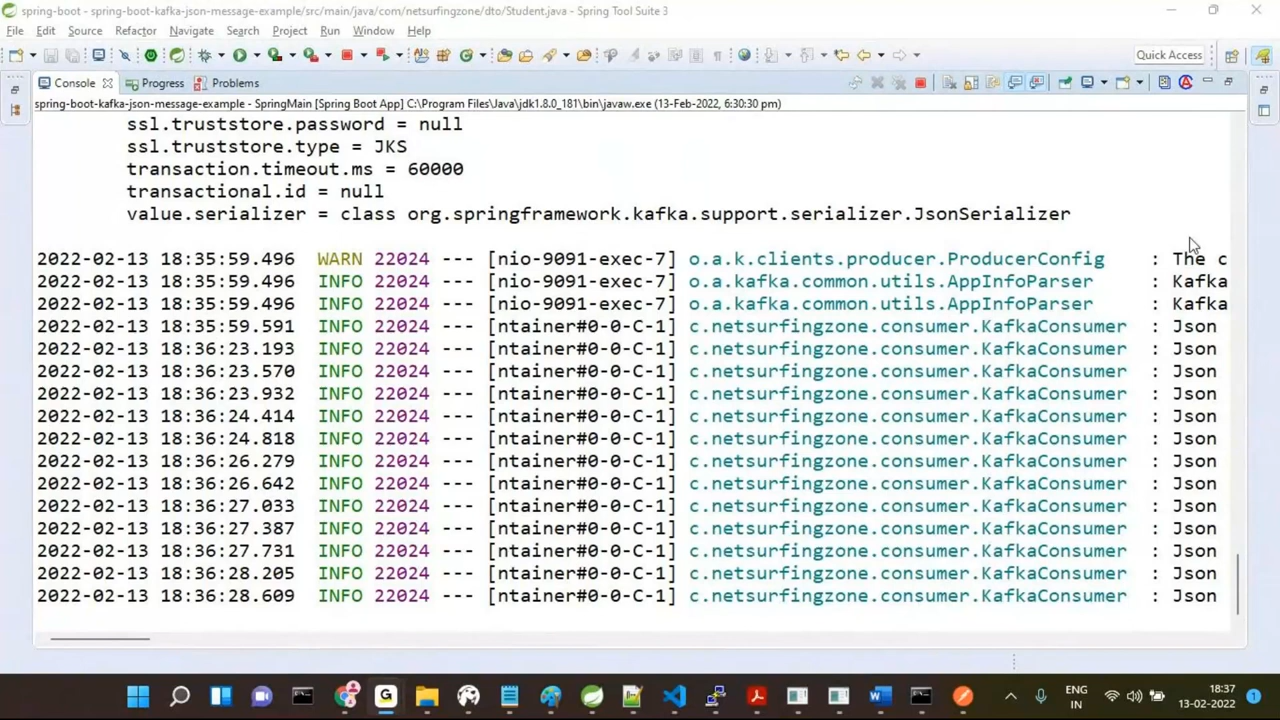 spring-boot - spring-boot-kafka-json-message-example/src/main/java/com/netsurfingzone/dto/Student.java - Spring Tool Suite 3
File Edit Source Refactor Navigate Search Project Run Window Help
Quick Access
Console Progress Problems
spring-boot-kafka-json-message-example - SpringMain [Spring Boot App] C:\Program Files\Java\jdk1.8.0_181\bin\javaw.exe (13-Feb-2022, 6:30:30 pm)
ssl.truststore.password = null
ssl.truststore.type = JKS
transaction.timeout.ms = 60000
transactional.id = null
value.serializer = class org.springframework.kafka.support.serializer.JsonSerializer
2022-02-13 18:35:59.496 WARN 22024 --- [nio-9091-exec-7] o.a.k.clients.producer.ProducerConfig : The c
2022-02-13 18:35:59.496 INFO 22024 --- [nio-9091-exec-7] o.a.kafka.common.utils.AppInfoParser : Kafka
2022-02-13 18:35:59.496 INFO 22024 --- [nio-9091-exec-7] o.a.kafka.common.utils.AppInfoParser : Kafka
2022-02-13 18:35:59.591 INFO 22024 --- [ntainer#0-0-C-1] c.netsurfingzone.consumer.KafkaConsumer : Json
2022-02-13 18:36:23.193 INFO 22024 --- [ntainer#0-0-C-1] c.netsurfingzone.consumer.KafkaConsumer : Json
2022-02-13 18:36:23.570 INFO 22024 --- [ntainer#0-0-C-1] c.netsurfingzone.consumer.KafkaConsumer : Json
2022-02-13 18:36:23.932 INFO 22024 --- [ntainer#0-0-C-1] c.netsurfingzone.consumer.KafkaConsumer : Json
2022-02-13 18:36:24.414 INFO 22024 --- [ntainer#0-0-C-1] c.netsurfingzone.consumer.KafkaConsumer : Json
2022-02-13 18:36:24.818 INFO 22024 --- [ntainer#0-0-C-1] c.netsurfingzone.consumer.KafkaConsumer : Json
2022-02-13 18:36:26.279 INFO 22024 --- [ntainer#0-0-C-1] c.netsurfingzone.consumer.KafkaConsumer : Json
2022-02-13 18:36:26.642 INFO 22024 --- [ntainer#0-0-C-1] c.netsurfingzone.consumer.KafkaConsumer : Json
2022-02-13 18:36:27.033 INFO 22024 --- [ntainer#0-0-C-1] c.netsurfingzone.consumer.KafkaConsumer : Json
2022-02-13 18:36:27.387 INFO 22024 --- [ntainer#0-0-C-1] c.netsurfingzone.consumer.KafkaConsumer : Json
2022-02-13 18:36:27.731 INFO 22024 --- [ntainer#0-0-C-1] c.netsurfingzone.consumer.KafkaConsumer : Json
2022-02-13 18:36:28.205 INFO 22024 --- [ntainer#0-0-C-1] c.netsurfingzone.consumer.KafkaConsumer : Json
2022-02-13 18:36:28.609 INFO 22024 --- [ntainer#0-0-C-1] c.netsurfingzone.consumer.KafkaConsumer : Json
ENG
IN
18:37
13-02-2022